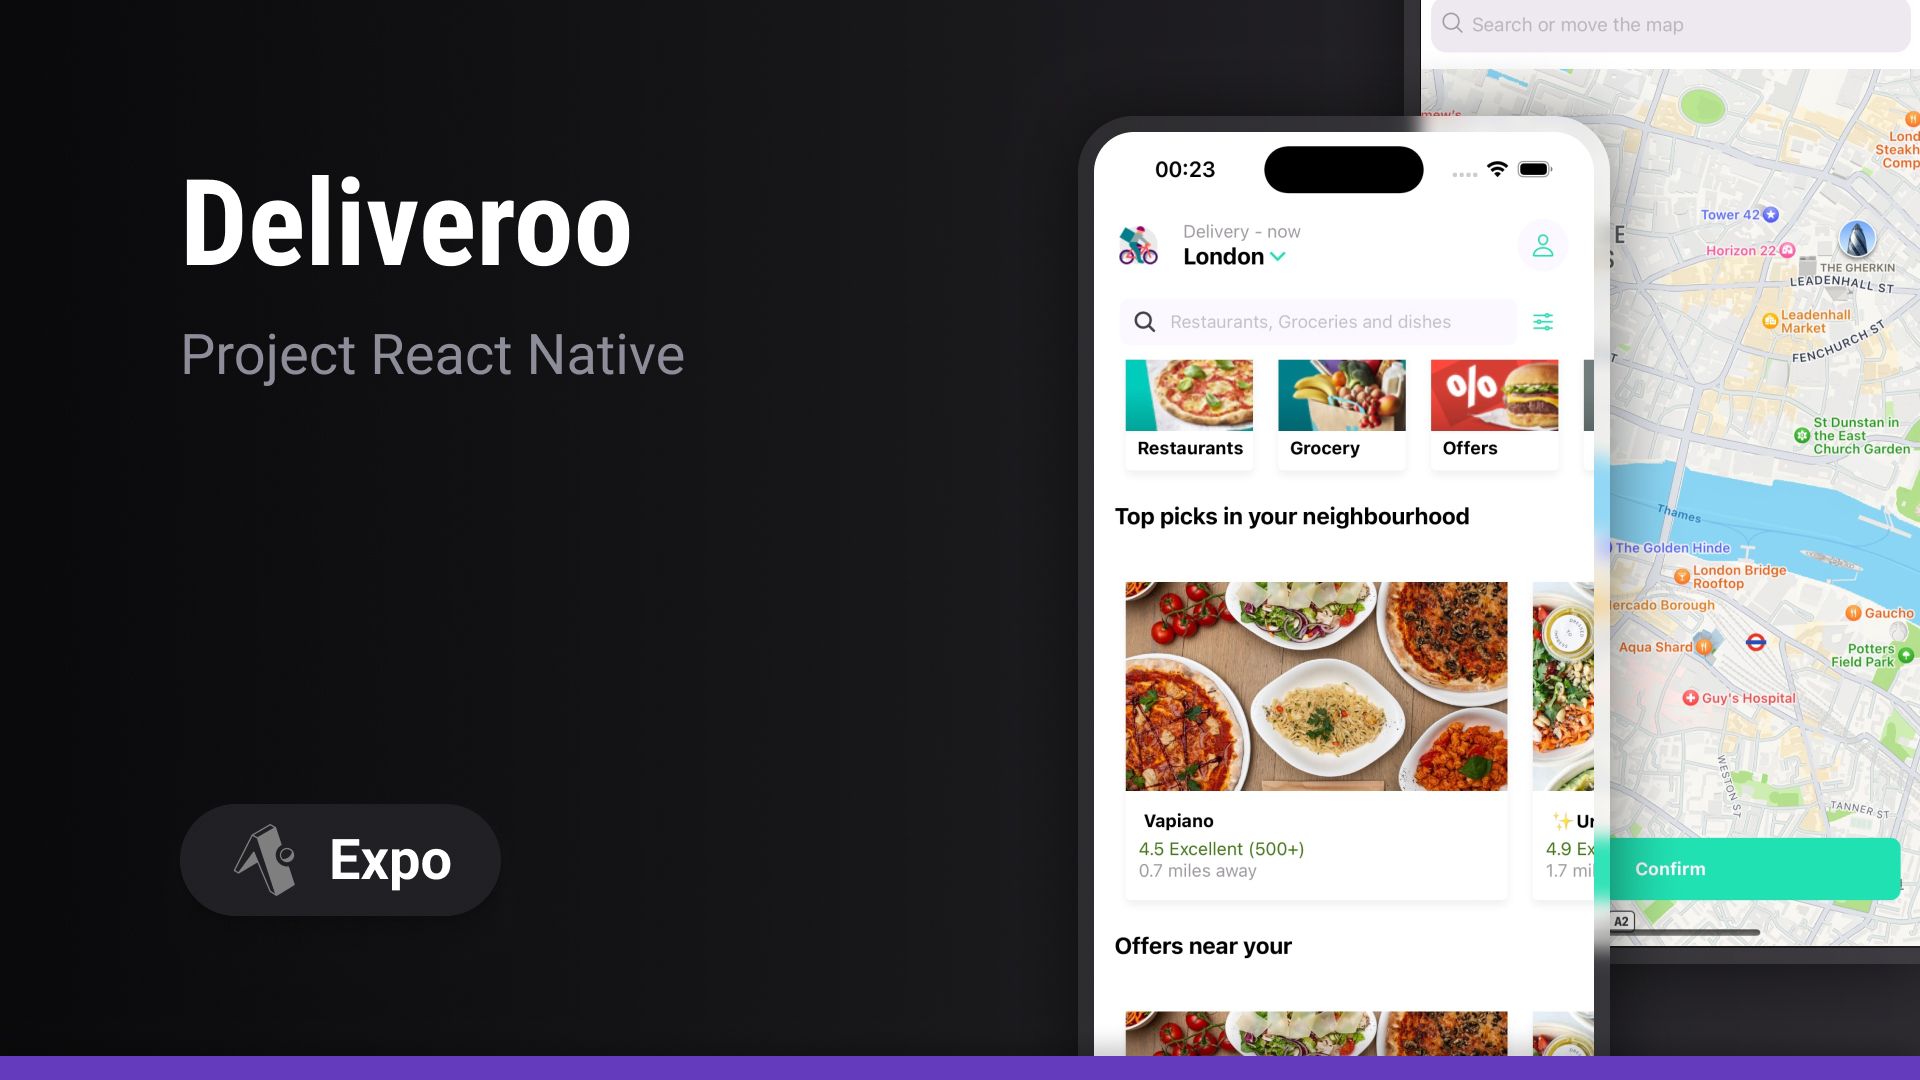 Deliveroo
Project React Native
Expo
00:23
Delivery - now
London
Restaurants, Groceries and dishes
Restaurants
Grocery
Offers
Top picks in your neighbourhood
Vapiano
4.5 Excellent (500+)
0.7 miles away
✨Ur
4.9 Ex
1.7 mi
Offers near your
Search or move the map
mew's
Lond
Steakh
Comp
Tower 42
Horizon 22
THE GHERKIN
LEADENHALL ST
Leadenhall
Market
FENCHURCH ST
St Dunstan in
the East
Church Garden
Thames
The Golden Hinde
London Bridge
Rooftop
Mercado Borough
Gaucho
Aqua Shard
Potters
Field Park
Guy's Hospital
WESTON ST
TANNER ST
Confirm
A2